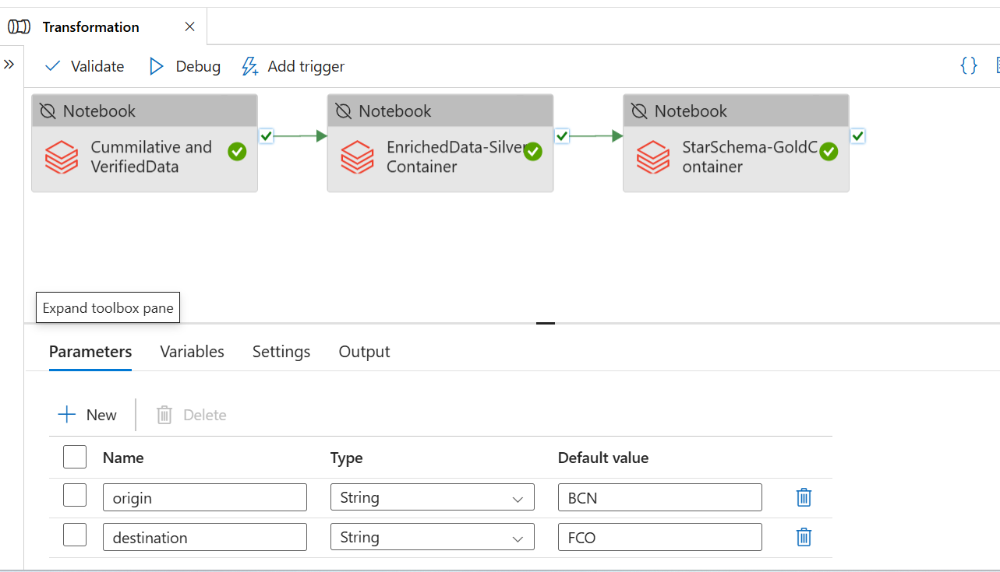 Transformation
Validate
Debug
Add trigger
{}
Notebook
Cummilative and
VerifiedData
Notebook
EnrichedData-Silver
Container
Notebook
StarSchema-GoldC
ontainer
Expand toolbox pane
Parameters
Variables
Settings
Output
New
Delete
Name
Type
Default value
origin
String
BCN
destination
String
FCO